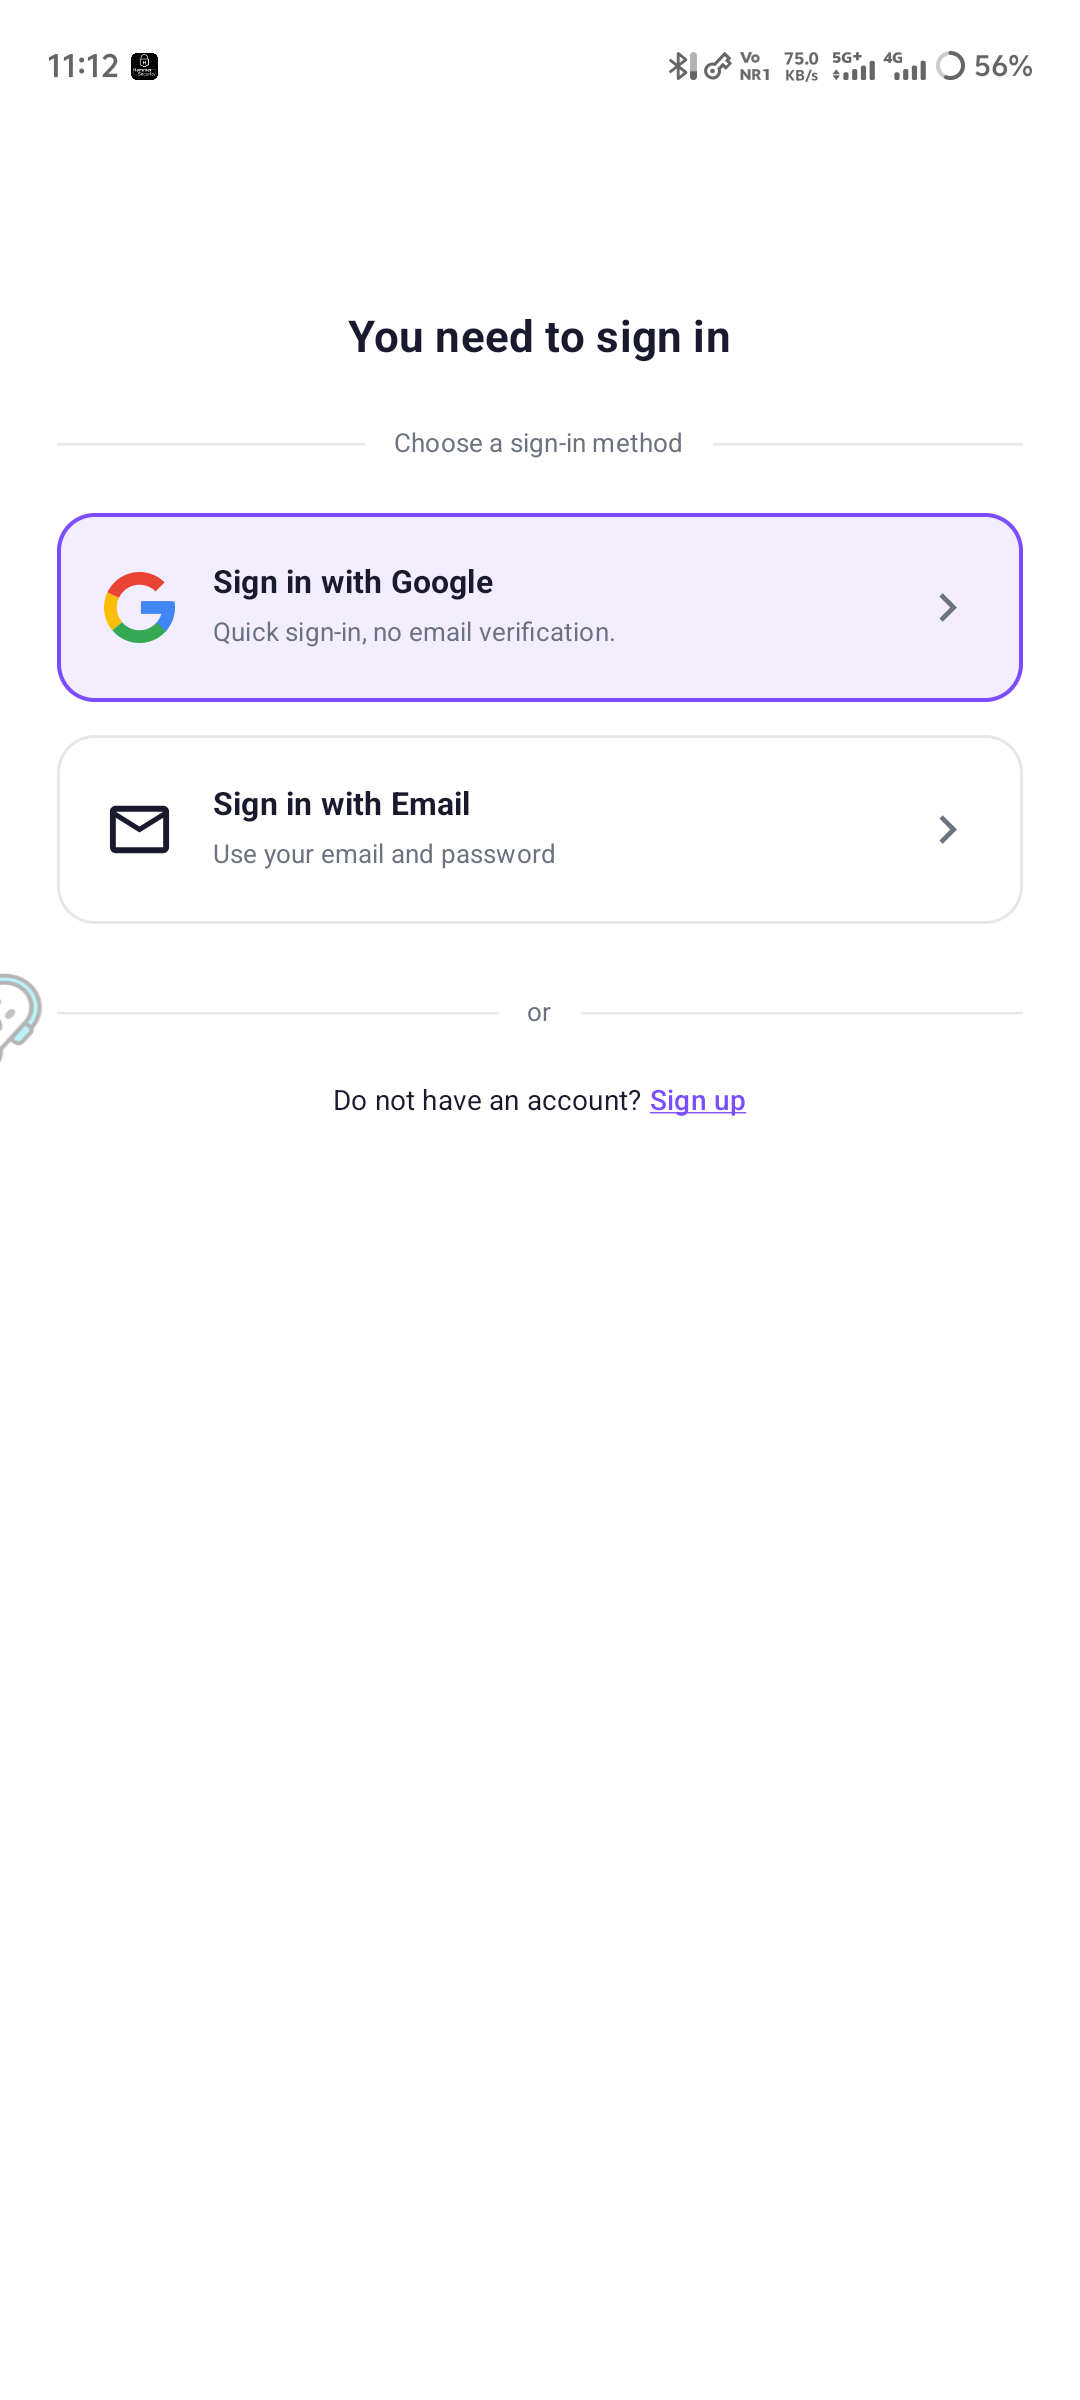 11:12
Vo
NR1
75.0
KB/s
5G+
4G
56%
You need to sign in
Choose a sign-in method
Sign in with Google
Quick sign-in, no email verification.
Sign in with Email
Use your email and password
or
Do not have an account? Sign up